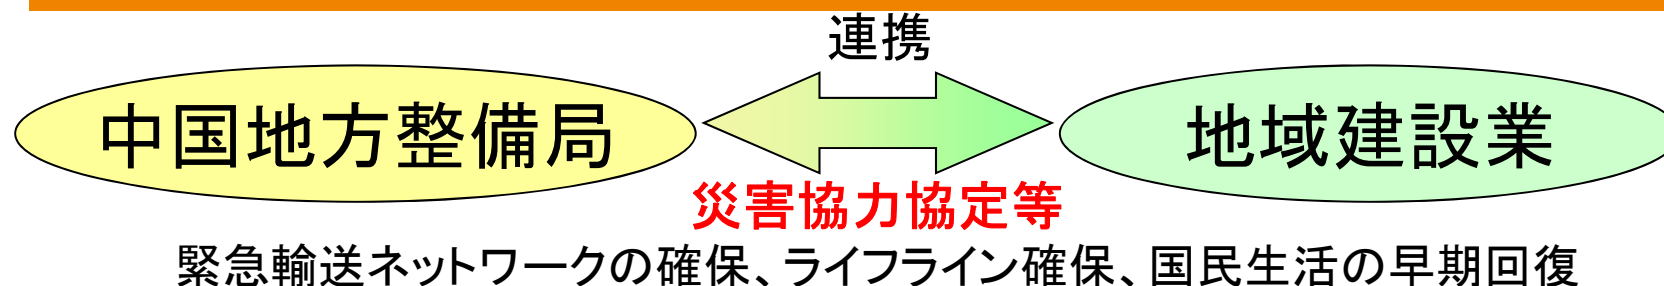 連携
中国地方整備局
地域建設業
災害協力協定等
緊急輸送ネットワークの確保、ライフライン確保、国民生活の早期回復